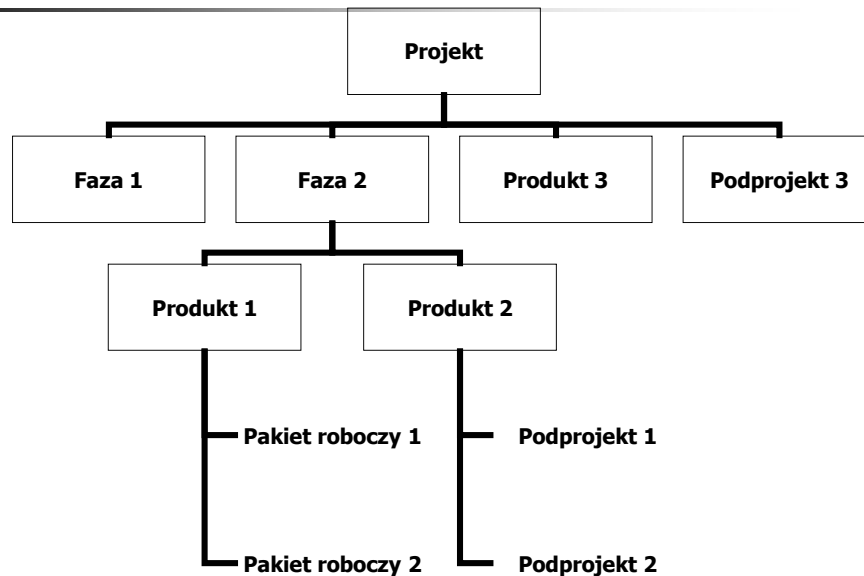 Projekt
Faza 1
Faza 2
Produkt 3
Podprojekt 3
Produkt 1
Produkt 2
Pakiet roboczy 1
Podprojekt 1
Pakiet roboczy 2
Podprojekt 2